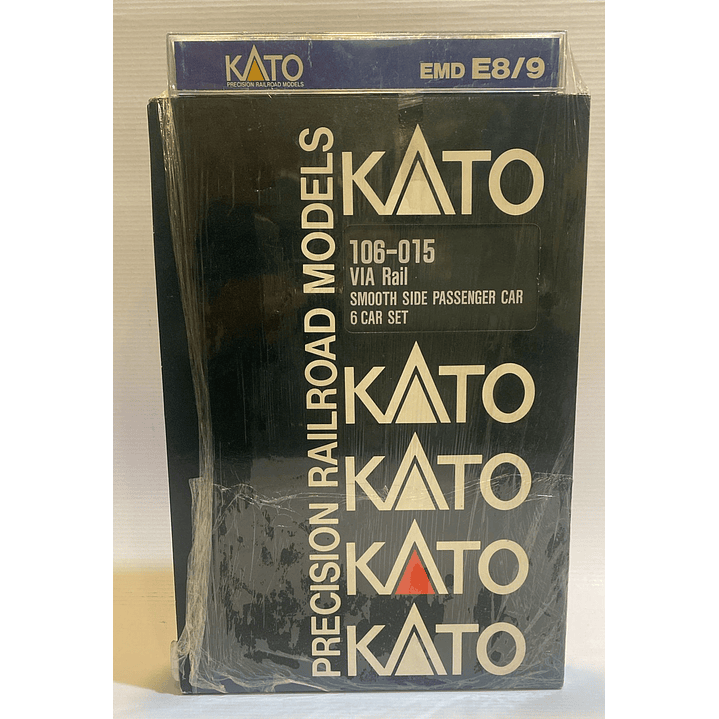 KATO
PRECISION RAILROAD MODELS
EMD E8/9
PRECISION RAILROAD MODELS
KATO
106-015
VIA Rail
SMOOTH SIDE PASSENGER CAR
6 CAR SET
KATO
KATO
KATO
KATO